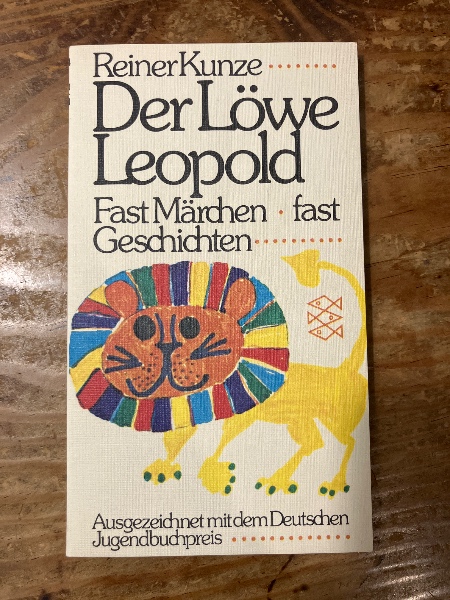 Reiner Kunze
Der Löwe
Leopold
Fast Märchen · fast
Geschichten
Ausgezeichnet mit dem Deutschen
Jugendbuchpreis